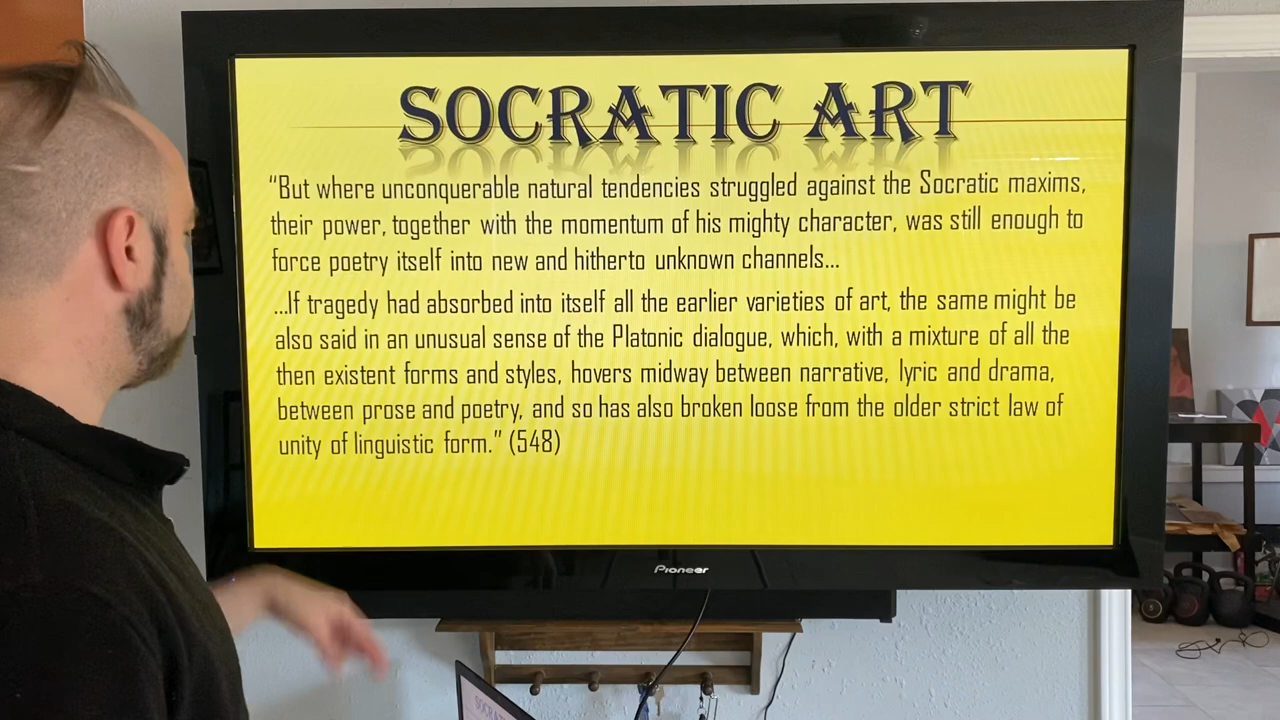 SOCRATIC ART
“But where unconquerable natural tendencies struggled against the Socratic maxims,
their power, together with the momentum of his mighty character, was still enough to
force poetry itself into new and hitherto unknown channels...
...If tragedy had absorbed into itself all the earlier varieties of art, the same might be
also said in an unusual sense of the Platonic dialogue, which, with a mixture of all the
then existent forms and styles, hovers midway between narrative, lyric and drama,
between prose and poetry, and so has also broken loose from the older strict law of
unity of linguistic form.” (548)
Pioneer
SOCRATIC